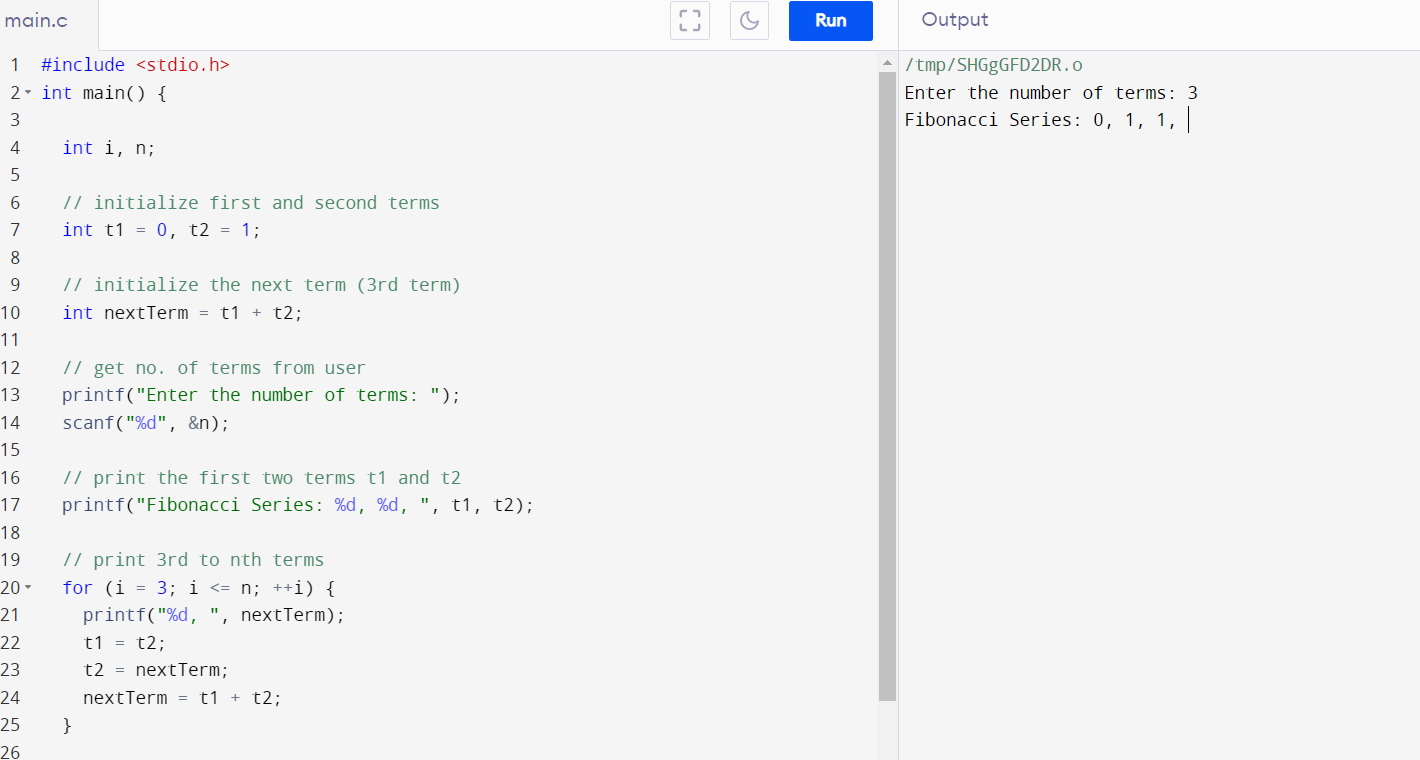 main.c
Run
Output
1 #include <stdio.h>
2 int main() {
3
4 int i, n;
5
6 // initialize first and second terms
7 int t1 = 0, t2 = 1;
8
9 // initialize the next term (3rd term)
10 int nextTerm = t1 + t2;
11
12 // get no. of terms from user
13 printf("Enter the number of terms: ");
14 scanf("%d", &n);
15
16 // print the first two terms t1 and t2
17 printf("Fibonacci Series: %d, %d, ", t1, t2);
18
19 // print 3rd to nth terms
20 for (i = 3; i <= n; ++i) {
21 printf("%d, ", nextTerm);
22 t1 = t2;
23 t2 = nextTerm;
24 nextTerm = t1 + t2;
25 }
26
/tmp/SHGgGFD2DR.o
Enter the number of terms: 3
Fibonacci Series: 0, 1, 1,